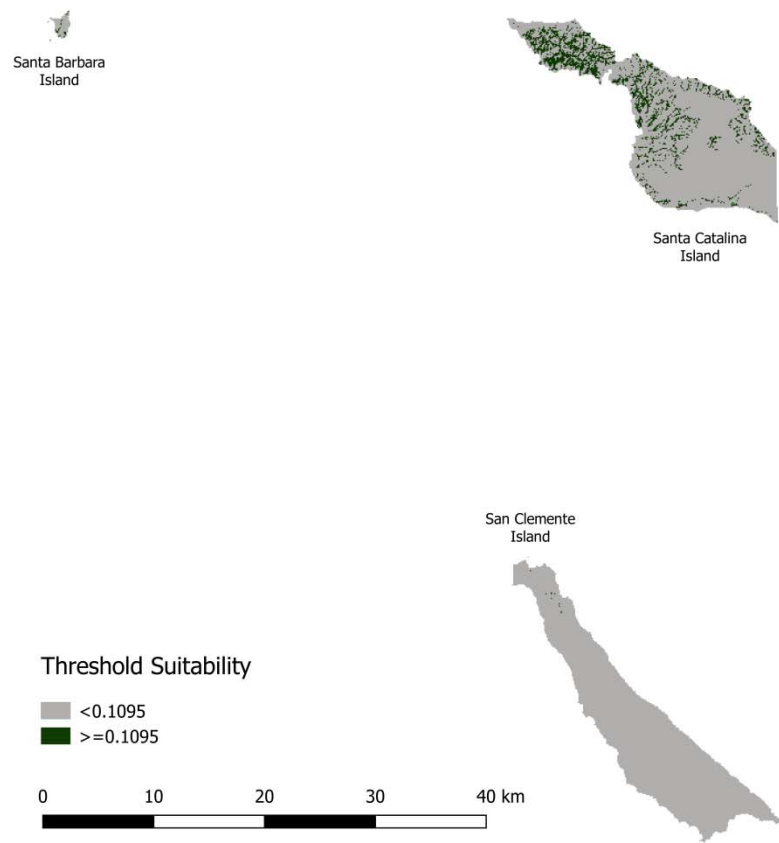 Santa Barbara
Island
Santa Catalina
Island
San Clemente
Island
Threshold Suitability
<0.1095
>=0.1095
0 10 20 30 40 km